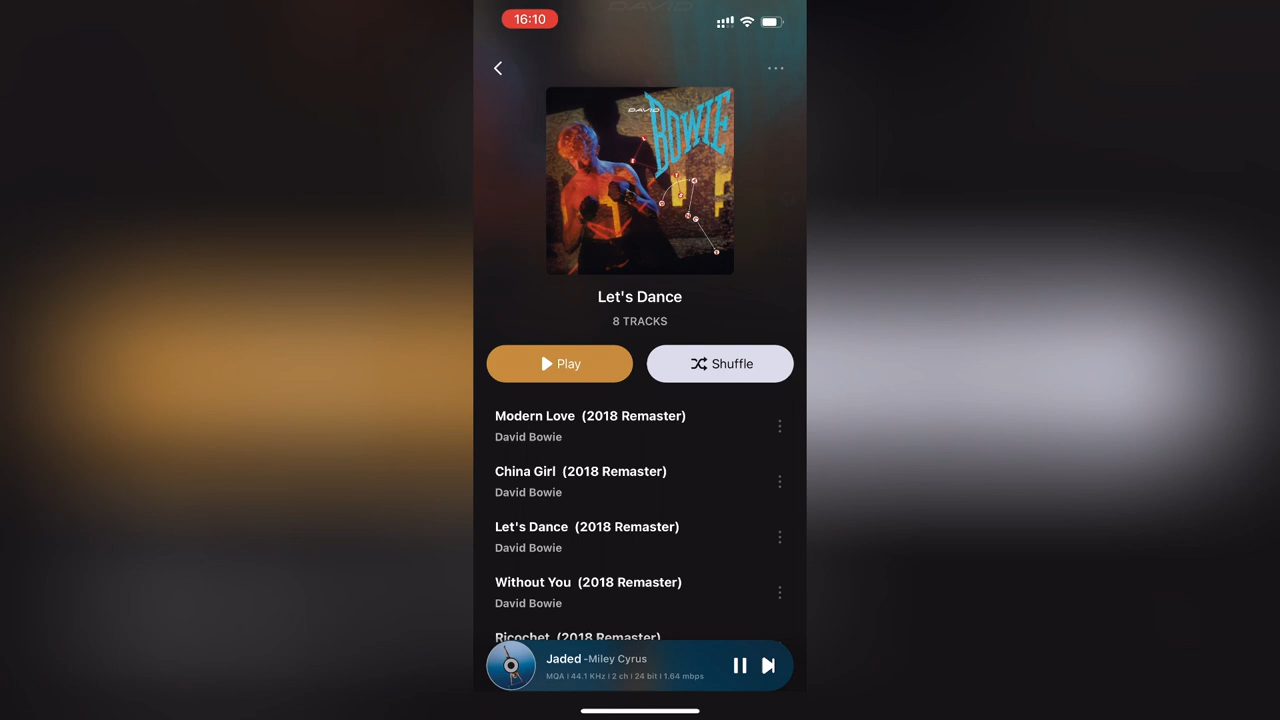 16:10
DAVID
BOWIE
Let's Dance
8 TRACKS
Play
Shuffle
Modern Love (2018 Remaster)
David Bowie
China Girl (2018 Remaster)
David Bowie
Let's Dance (2018 Remaster)
David Bowie
Without You (2018 Remaster)
David Bowie
Ricochet (2018 Remaster)
Jaded - Miley Cyrus
MQA | 44.1 KHz | 2 ch | 24 bit | 1.64 mbps